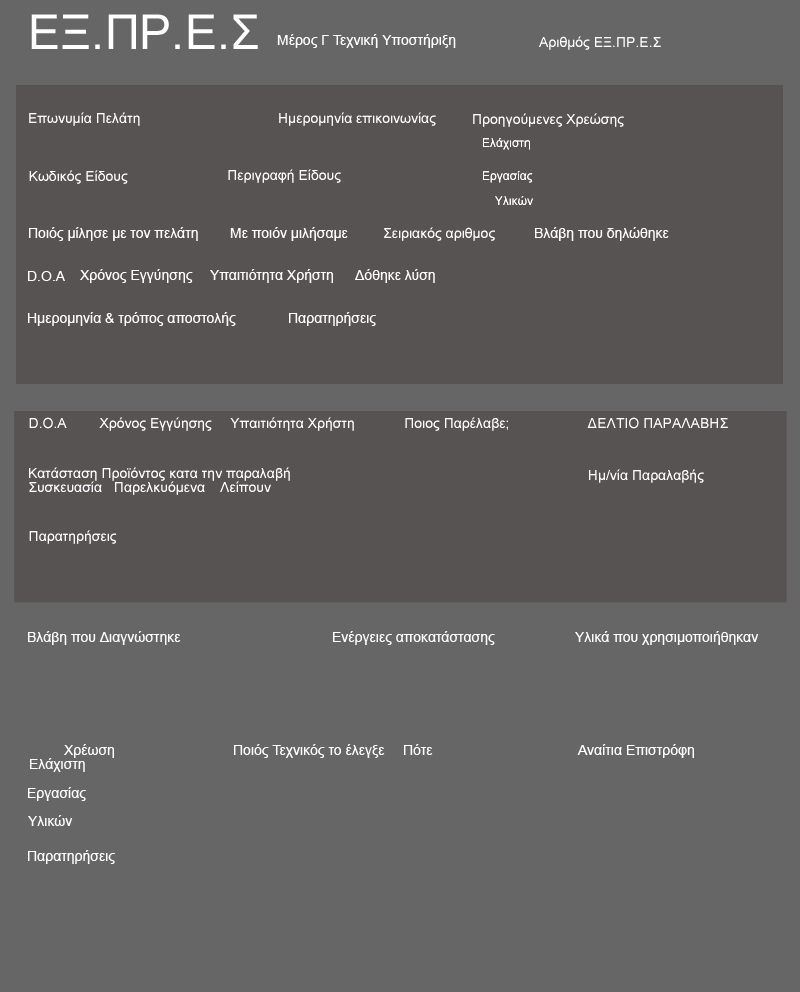 ΕΞ.ΠΡ.Ε.Σ Μέρος Γ Τεχνική Υποστήριξη Αριθμός ΕΞ.ΠΡ.Ε.Σ
Επωνυμία Πελάτη Ημερομηνία επικοινωνίας Προηγούμενες Χρεώσης
Ελάχιστη
Κωδικός Είδους Περιγραφή Είδους Εργασίας
Υλικών
Ποιός μίλησε με τον πελάτη Με ποιόν μιλήσαμε Σειριακός αριθμος Βλάβη που δηλώθηκε
D.O.A Χρόνος Εγγύησης Υπαιτιότητα Χρήστη Δόθηκε λύση
Ημερομηνία & τρόπος αποστολής Παρατηρήσεις
D.O.A Χρόνος Εγγύησης Υπαιτιότητα Χρήστη Ποιος Παρέλαβε; ΔΕΛΤΙΟ ΠΑΡΑΛΑΒΗΣ
Κατάσταση Προϊόντος κατα την παραλαβή Ημ/νία Παραλαβής
Συσκευασία Παρελκυόμενα Λείπουν
Παρατηρήσεις
Βλάβη που Διαγνώστηκε Ενέργειες αποκατάστασης Υλικά που χρησιμοποιήθηκαν
Χρέωση Ποιός Τεχνικός το έλεγξε Πότε Αναίτια Επιστρόφη
Ελάχιστη
Εργασίας
Υλικών
Παρατηρήσεις